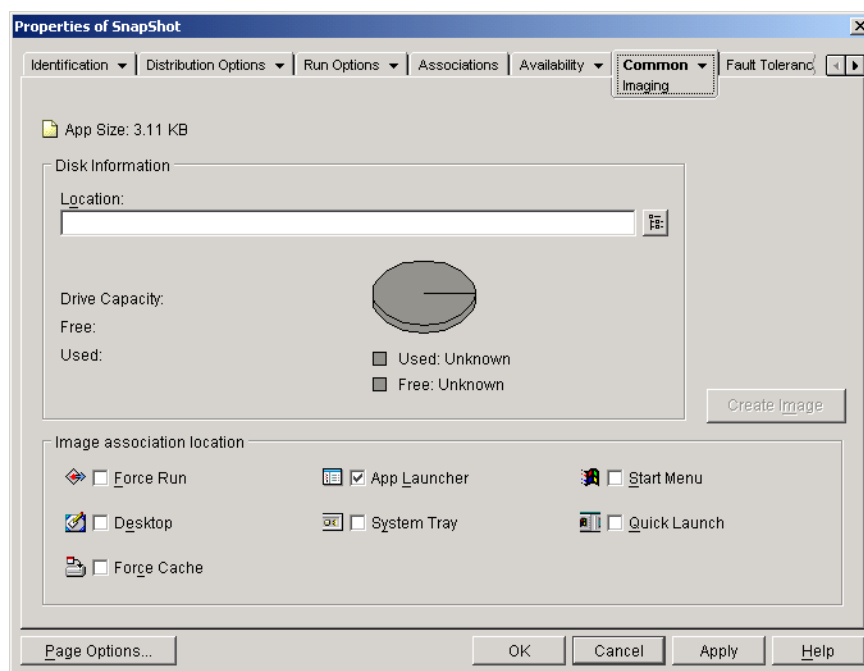 Properties of SnapShot
Identification
Distribution Options
Run Options
Associations
Availability
Common
Imaging
App Size: 3.11 KB
Disk Information
Location:
Drive Capacity:
Free:
Used:
Used: Unknown
Free: Unknown
Create Image
Image association location
Force Run
App Launcher
Start Menu
Desktop
System Tray
Quick Launch
Force Cache
Page Options...
OK
Cancel
Apply
Help